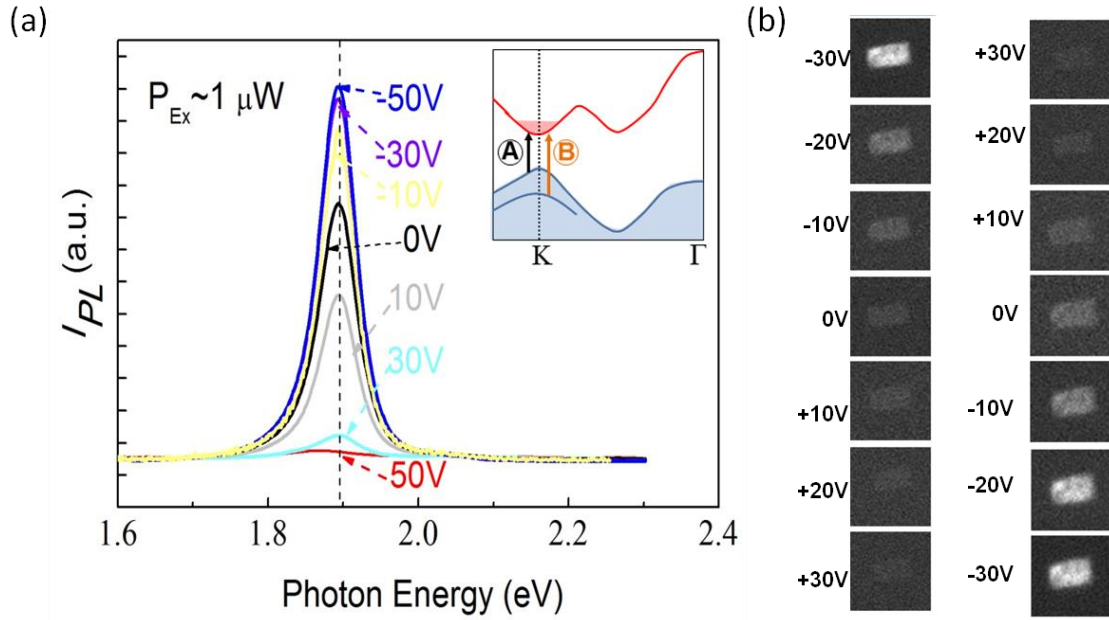 (a)
P_Ex~1 μW
-50V
-30V
-10V
0V
10V
30V
50V
A
B
K
Γ
I_PL (a.u.)
1.6
1.8
2.0
2.2
2.4
Photon Energy (eV)
(b)
-30V
-20V
-10V
0V
+10V
+20V
+30V
+30V
+20V
+10V
0V
-10V
-20V
-30V